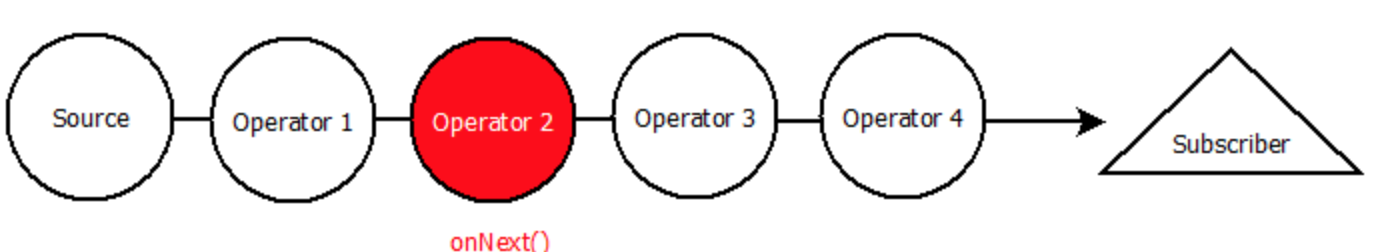 Source
Operator 1
Operator 2
Operator 3
Operator 4
Subscriber
onNext()